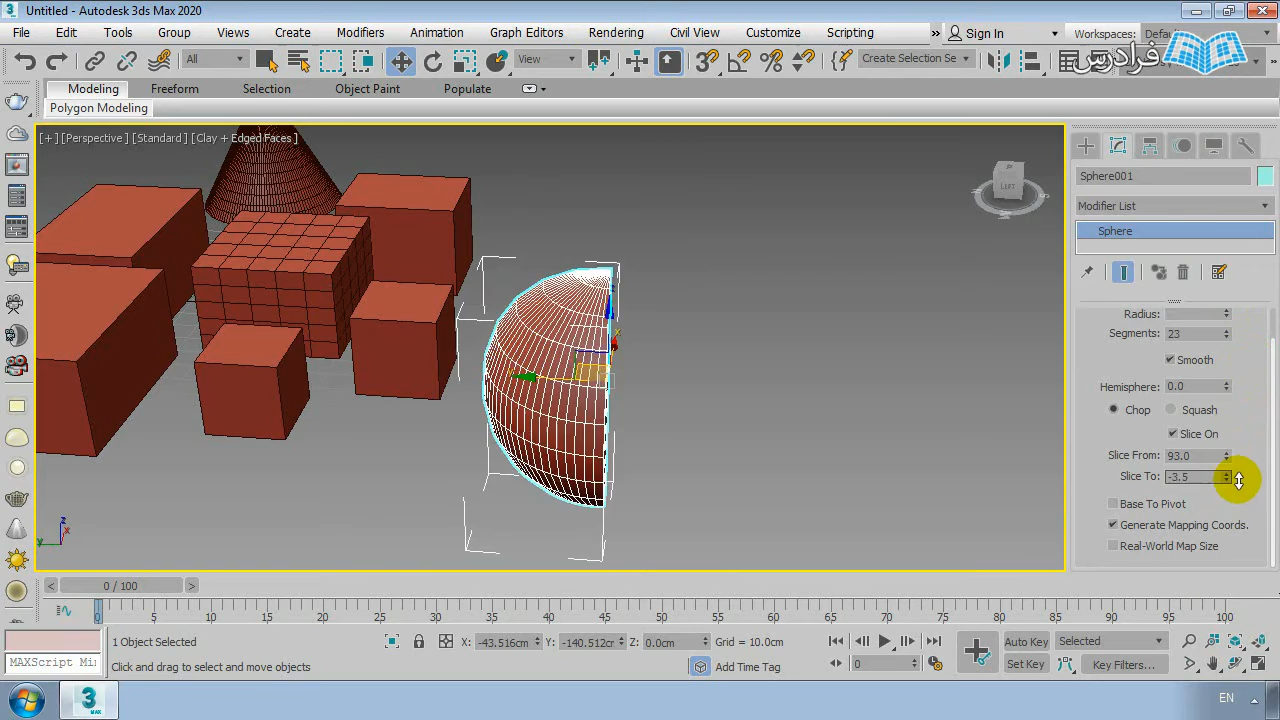 Untitled - Autodesk 3ds Max 2020
File Edit Tools Group Views Create Modifiers Animation Graph Editors Rendering Civil View Customize Scripting » Sign In Workspaces:
All View Create Selection Se
فرادرس
Modeling Freeform Selection Object Paint Populate
Polygon Modeling
[+] [Perspective] [Standard] [Clay + Edged Faces]
LEFT
Sphere001
Modifier List
Sphere
Radius:
Segments: 23
Smooth
Hemisphere: 0.0
Chop Squash
Slice On
Slice From: 93.0
Slice To: -3.5
Base To Pivot
Generate Mapping Coords.
Real-World Map Size
z
x
y
< 0 / 100 >
0 5 10 15 20 25 30 35 40 45 50 55 60 65 70 75 80 85 90 95 100
1 Object Selected X: -43.516cm Y: -140.512cr Z: 0.0cm Grid = 10.0cm Auto Key Selected
MAXScript Mi Click and drag to select and move objects Add Time Tag 0 Set Key Key Filters...
3 MAX EN